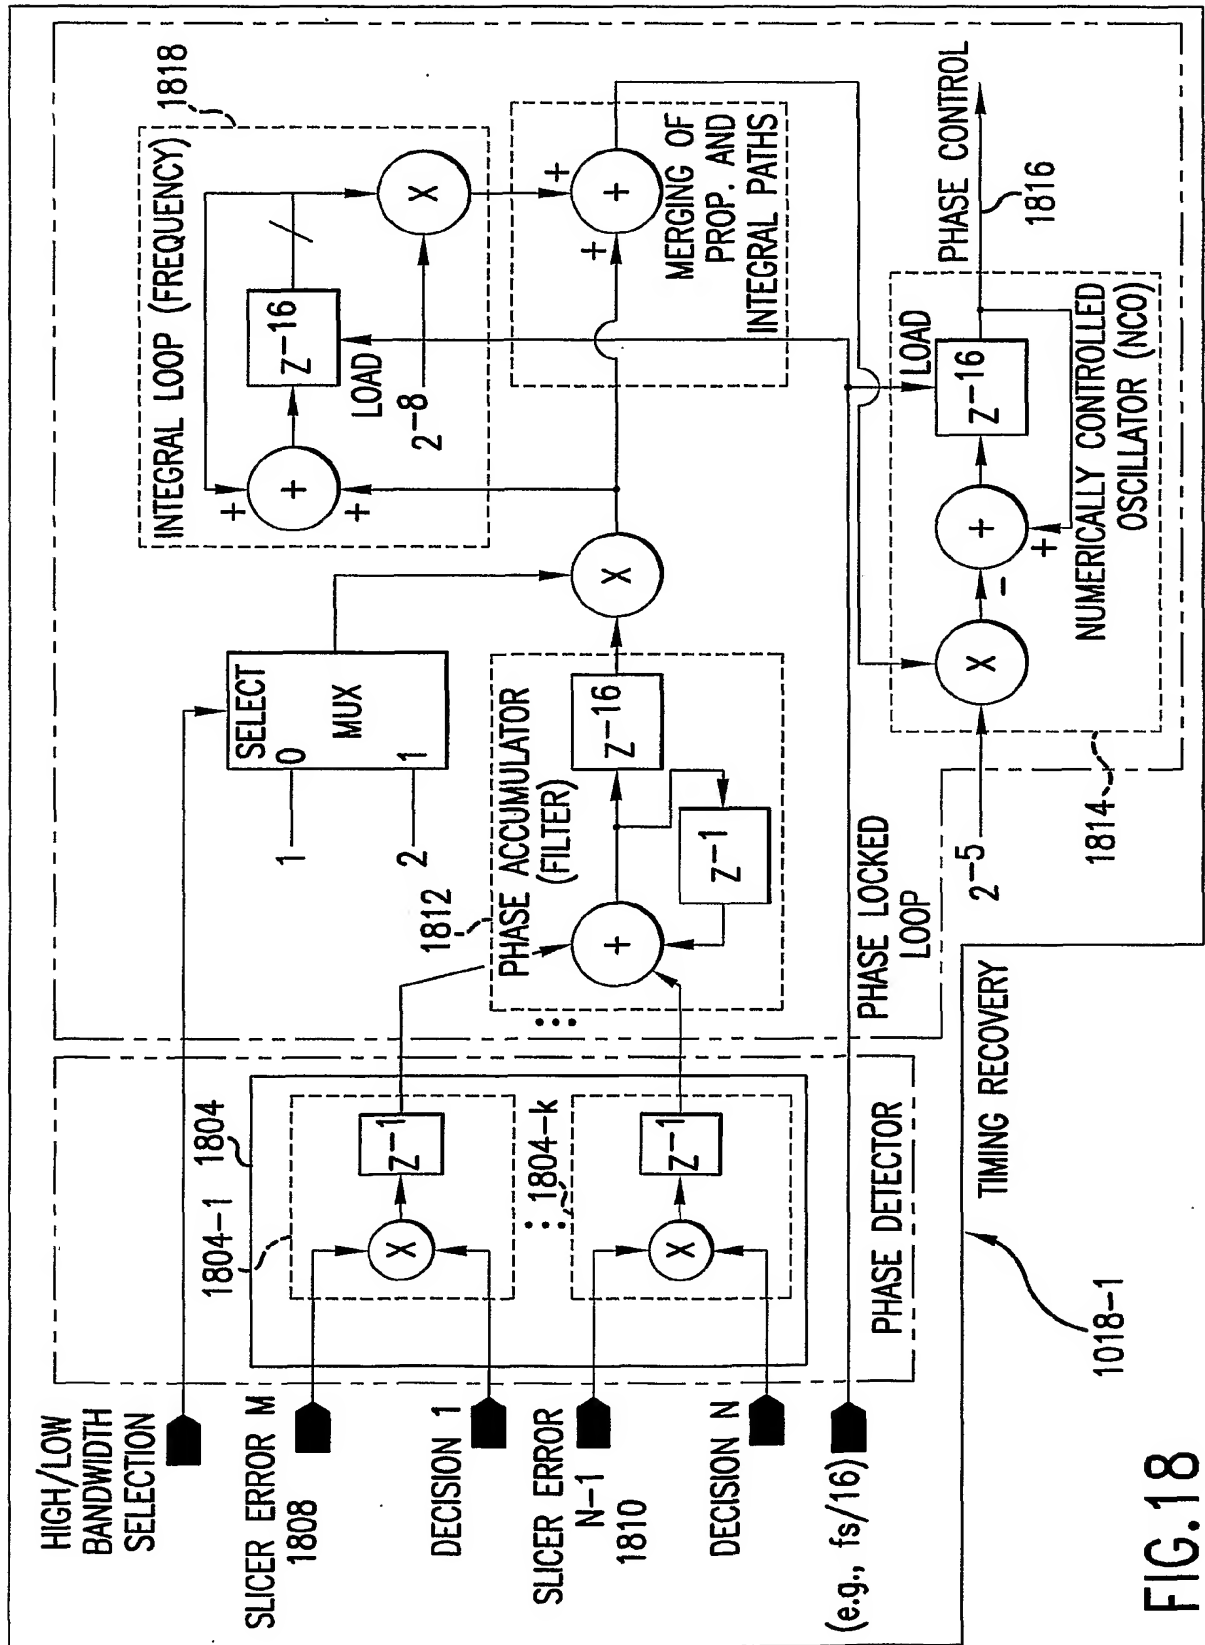 HIGH/LOW
BANDWIDTH
SELECTION
SLICER ERROR M
1808
DECISION 1
SLICER ERROR
N-1
1810
DECISION N
(e.g., fs/16)
1804-1
1804
X
Z-1
1804-k
X
Z-1
PHASE DETECTOR
SELECT
0
MUX
1
1
2
1812
PHASE ACCUMULATOR
(FILTER)
+
Z-16
Z-1
X
PHASE LOCKED
LOOP
1818
INTEGRAL LOOP (FREQUENCY)
+
+
+
Z-16
LOAD
2-8
X
+
+
+
MERGING OF
PROP. AND
INTEGRAL PATHS
2-5
X
-
+
+
LOAD
Z-16
NUMERICALLY CONTROLLED
OSCILLATOR (NCO)
1814
PHASE CONTROL
1816
TIMING RECOVERY
1018-1
FIG.18